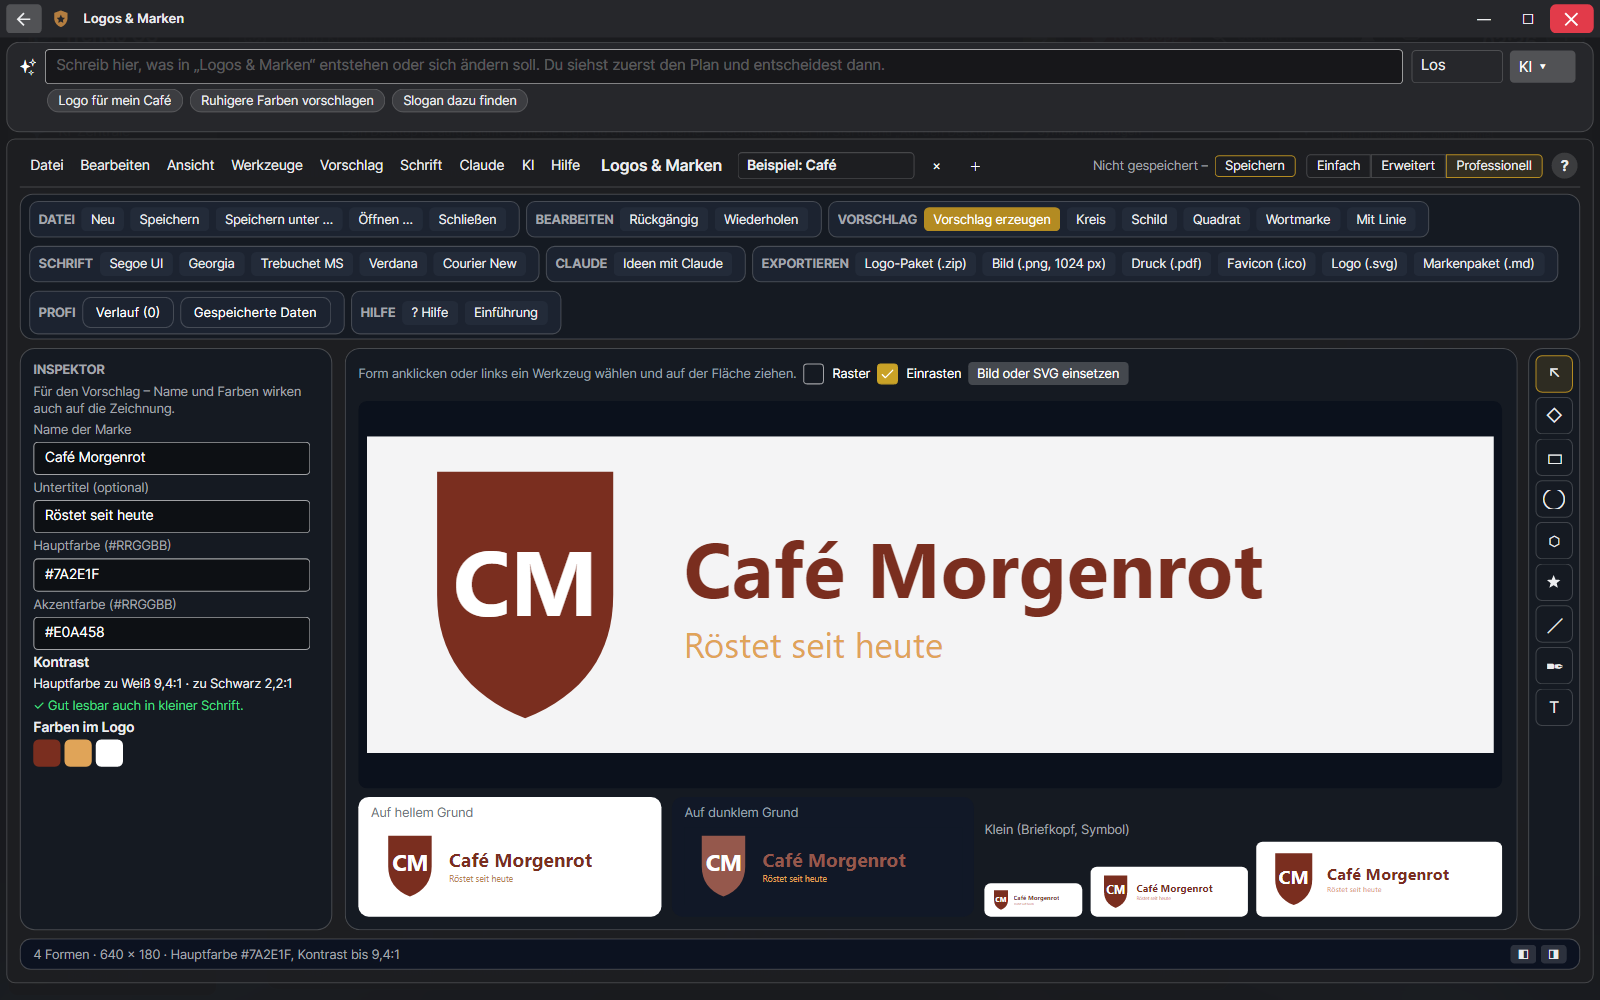 Logos & Marken
Schreib hier, was in „Logos & Marken“ entstehen oder sich ändern soll. Du siehst zuerst den Plan und entscheidest dann.
Los
KI
Logo für mein Café
Ruhigere Farben vorschlagen
Slogan dazu finden
Datei Bearbeiten Ansicht Werkzeuge Vorschlag Schrift Claude KI Hilfe Logos & Marken Beispiel: Café × +
Nicht gespeichert – Speichern Einfach Erweitert Professionell ?
DATEI Neu Speichern Speichern unter ... Öffnen ... Schließen
BEARBEITEN Rückgängig Wiederholen
VORSCHLAG Vorschlag erzeugen Kreis Schild Quadrat Wortmarke Mit Linie
SCHRIFT Segoe UI Georgia Trebuchet MS Verdana Courier New
CLAUDE Ideen mit Claude
EXPORTIEREN Logo-Paket (.zip) Bild (.png, 1024 px) Druck (.pdf) Favicon (.ico) Logo (.svg) Markenpaket (.md)
PROFI Verlauf (0) Gespeicherte Daten
HILFE ? Hilfe Einführung
INSPEKTOR
Für den Vorschlag – Name und Farben wirken
auch auf die Zeichnung.
Name der Marke
Café Morgenrot
Untertitel (optional)
Röstet seit heute
Hauptfarbe (#RRGGBB)
#7A2E1F
Akzentfarbe (#RRGGBB)
#E0A458
Kontrast
Hauptfarbe zu Weiß 9,4:1 · zu Schwarz 2,2:1
✓ Gut lesbar auch in kleiner Schrift.
Farben im Logo
Form anklicken oder links ein Werkzeug wählen und auf der Fläche ziehen. Raster Einrasten Bild oder SVG einsetzen
CM
Café Morgenrot
Röstet seit heute
Auf hellem Grund
CM
Café Morgenrot
Röstet seit heute
Auf dunklem Grund
CM
Café Morgenrot
Röstet seit heute
Klein (Briefkopf, Symbol)
CM
Café Morgenrot
CM
Café Morgenrot
Röstet seit heute
CM
Café Morgenrot
Röstet seit heute
T
4 Formen · 640 × 180 · Hauptfarbe #7A2E1F, Kontrast bis 9,4:1